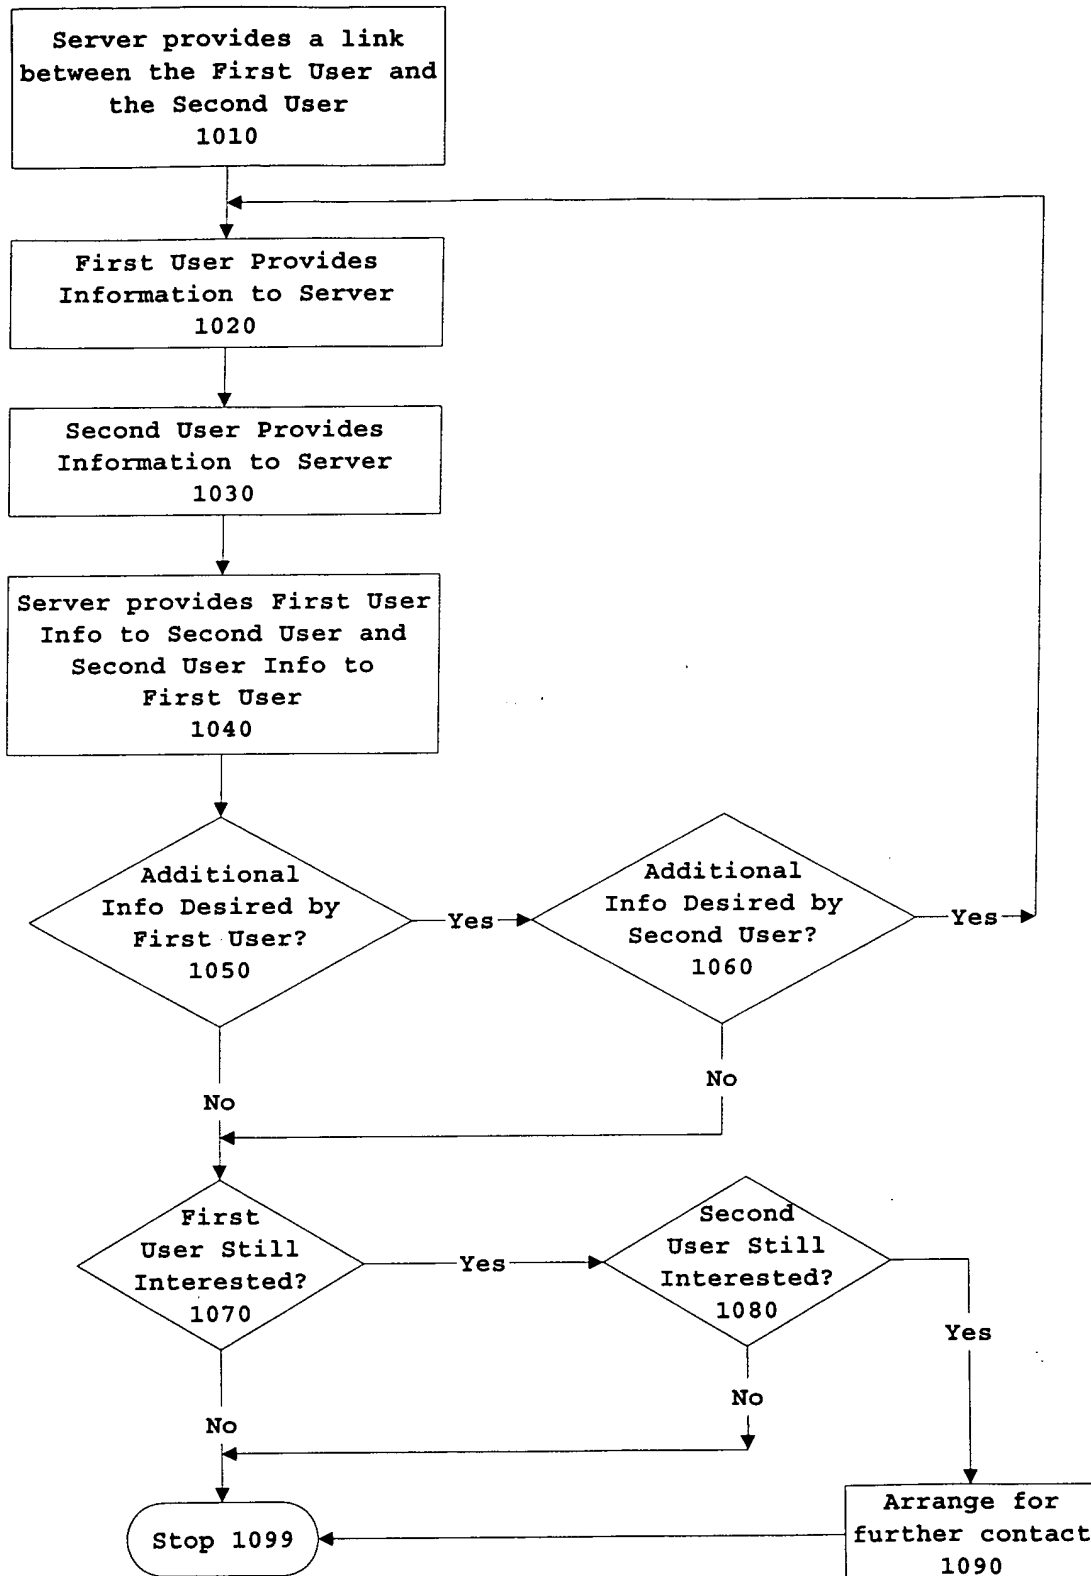 Server provides a link
between the First User and
the Second User
1010
First User Provides
Information to Server
1020
Second User Provides
Information to Server
1030
Server provides First User
Info to Second User and
Second User Info to
First User
1040
Additional
Info Desired by
First User?
1050
Yes
Additional
Info Desired by
Second User?
1060
Yes
No
No
First
User Still
Interested?
1070
Yes
Second
User Still
Interested?
1080
Yes
No
No
Stop 1099
Arrange for
further contact
1090